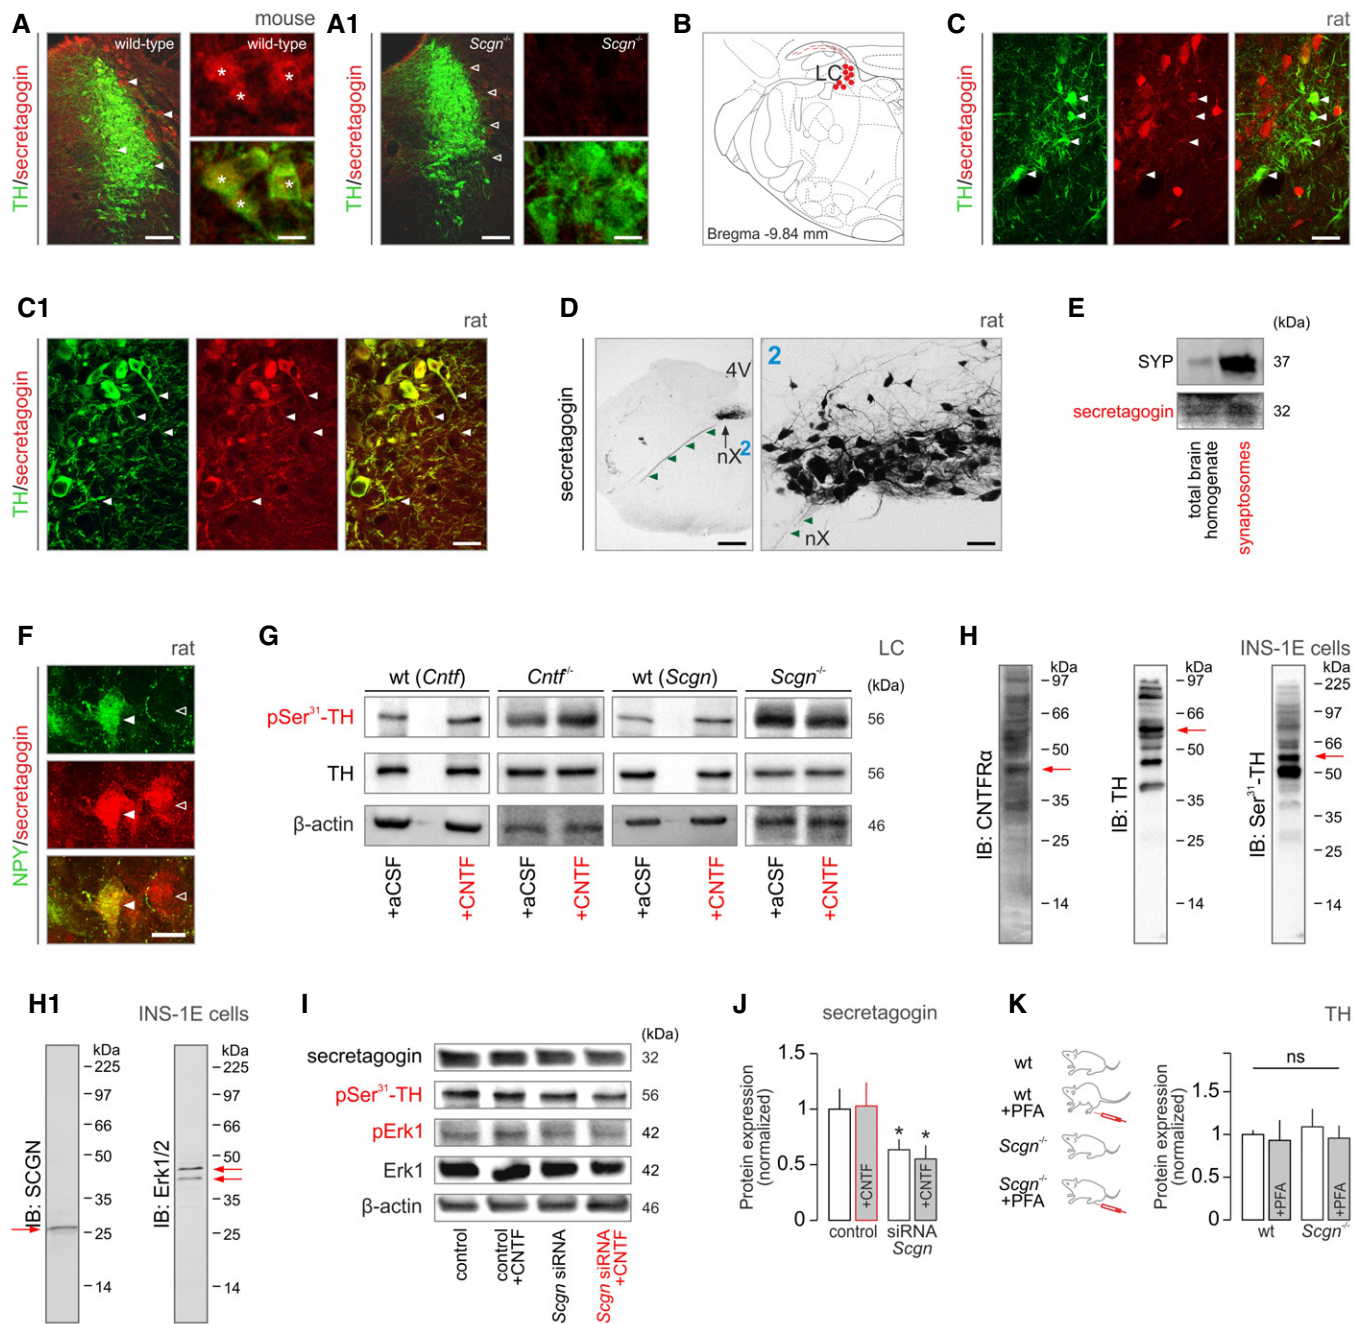 A
mouse
TH/secretagogin
wild-type
wild-type
* * *
* * *
A1
TH/secretagogin
Scgn-/-
Scgn-/-
B
LC
Bregma -9.84 mm
C
rat
TH/secretagogin
C1
rat
TH/secretagogin
D
rat
secretagogin
4V
nX
2
2
nX
E
(kDa)
SYP
37
secretagogin
32
total brain
homogenate
synaptosomes
F
rat
NPY/secretagogin
G
LC
wt (Cntf)
Cntf-/-
wt (Scgn)
Scgn-/-
(kDa)
pSer31-TH
56
TH
56
β-actin
46
+aCSF
+CNTF
+aCSF
+CNTF
+aCSF
+CNTF
+aCSF
+CNTF
H
INS-1E cells
IB: CNTFRα
kDa
97
66
50
35
25
14
IB: TH
kDa
97
66
50
35
25
14
IB: Ser31-TH
kDa
225
97
66
50
35
25
14
H1
INS-1E cells
IB: SCGN
kDa
225
97
66
50
35
25
14
IB: Erk1/2
kDa
225
97
66
50
35
25
14
I
(kDa)
secretagogin
32
pSer31-TH
56
pErk1
42
Erk1
42
β-actin
46
control
control
+CNTF
Scgn siRNA
Scgn siRNA
+CNTF
J
secretagogin
Protein expression
(normalized)
1.5
1
0.5
0
* *
+CNTF
+CNTF
control
siRNA
Scgn
K
TH
wt
wt
+PFA
Scgn-/-
Scgn-/-
+PFA
Protein expression
(normalized)
1.5
1
0.5
0
ns
+PFA
+PFA
wt
Scgn-/-